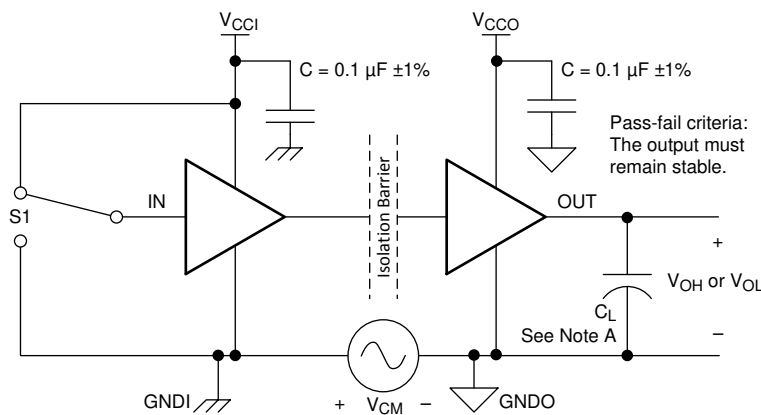 VCCI
VCCO
C = 0.1 µF ±1%
C = 0.1 µF ±1%
Pass-fail criteria:
The output must
remain stable.
S1
IN
Isolation Barrier
OUT
+
VOH or VOL
CL
See Note A
–
GNDI
+ VCM –
GNDO